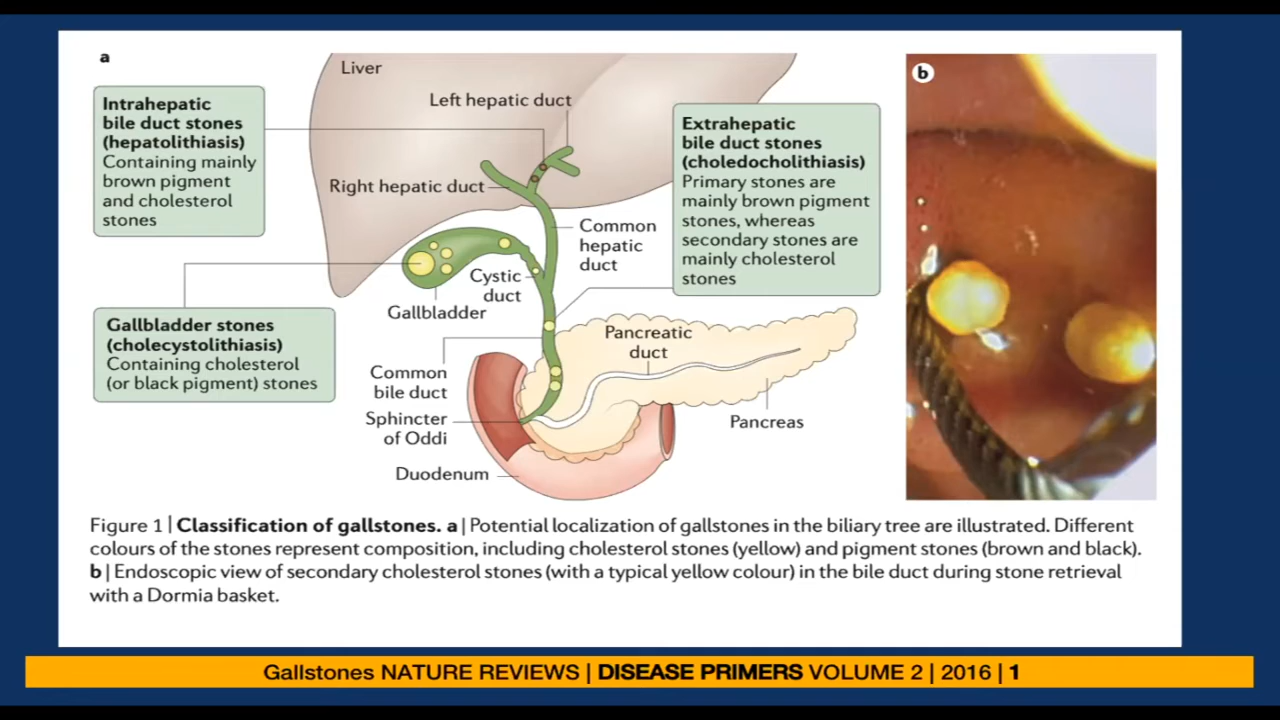 a
Liver
Left hepatic duct
Intrahepatic
bile duct stones
(hepatolithiasis)
Containing mainly
brown pigment
and cholesterol
stones
Right hepatic duct
Extrahepatic
bile duct stones
(choledocholithiasis)
Primary stones are
mainly brown pigment
stones, whereas
secondary stones are
mainly cholesterol
stones
Common
hepatic
duct
Cystic
duct
Gallbladder
Gallbladder stones
(cholecystolithiasis)
Containing cholesterol
(or black pigment) stones
Pancreatic
duct
Common
bile duct
Sphincter
of Oddi
Pancreas
Duodenum
b
Figure 1 | Classification of gallstones. a | Potential localization of gallstones in the biliary tree are illustrated. Different
colours of the stones represent composition, including cholesterol stones (yellow) and pigment stones (brown and black).
b | Endoscopic view of secondary cholesterol stones (with a typical yellow colour) in the bile duct during stone retrieval
with a Dormia basket.
Gallstones NATURE REVIEWS | DISEASE PRIMERS VOLUME 2 | 2016 | 1